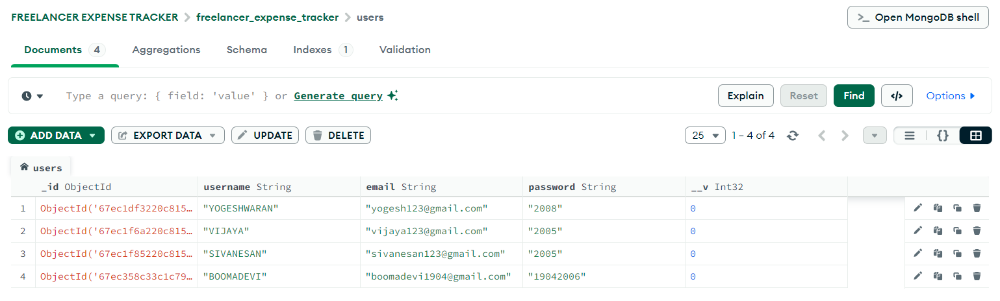 FREELANCER EXPENSE TRACKER > freelancer_expense_tracker > users
>_ Open MongoDB shell
Documents 4 Aggregations Schema Indexes 1 Validation
Type a query: { field: 'value' } or Generate query
Explain Reset Find </> Options
ADD DATA EXPORT DATA UPDATE DELETE
25 1 – 4 of 4 {}
users
_id ObjectId username String email String password String __v Int32
1 ObjectId('67ec1df3220c815… "YOGESHWARAN" "yogesh123@gmail.com" "2008" 0
2 ObjectId('67ec1f6a220c815… "VIJAYA" "vijaya123@gmail.com" "2005" 0
3 ObjectId('67ec1f85220c815… "SIVANESAN" "sivanesan123@gmail.com" "2005" 0
4 ObjectId('67ec358c33c1c79… "BOOMADEVI" "boomadevi1904@gmail.com" "19042006" 0